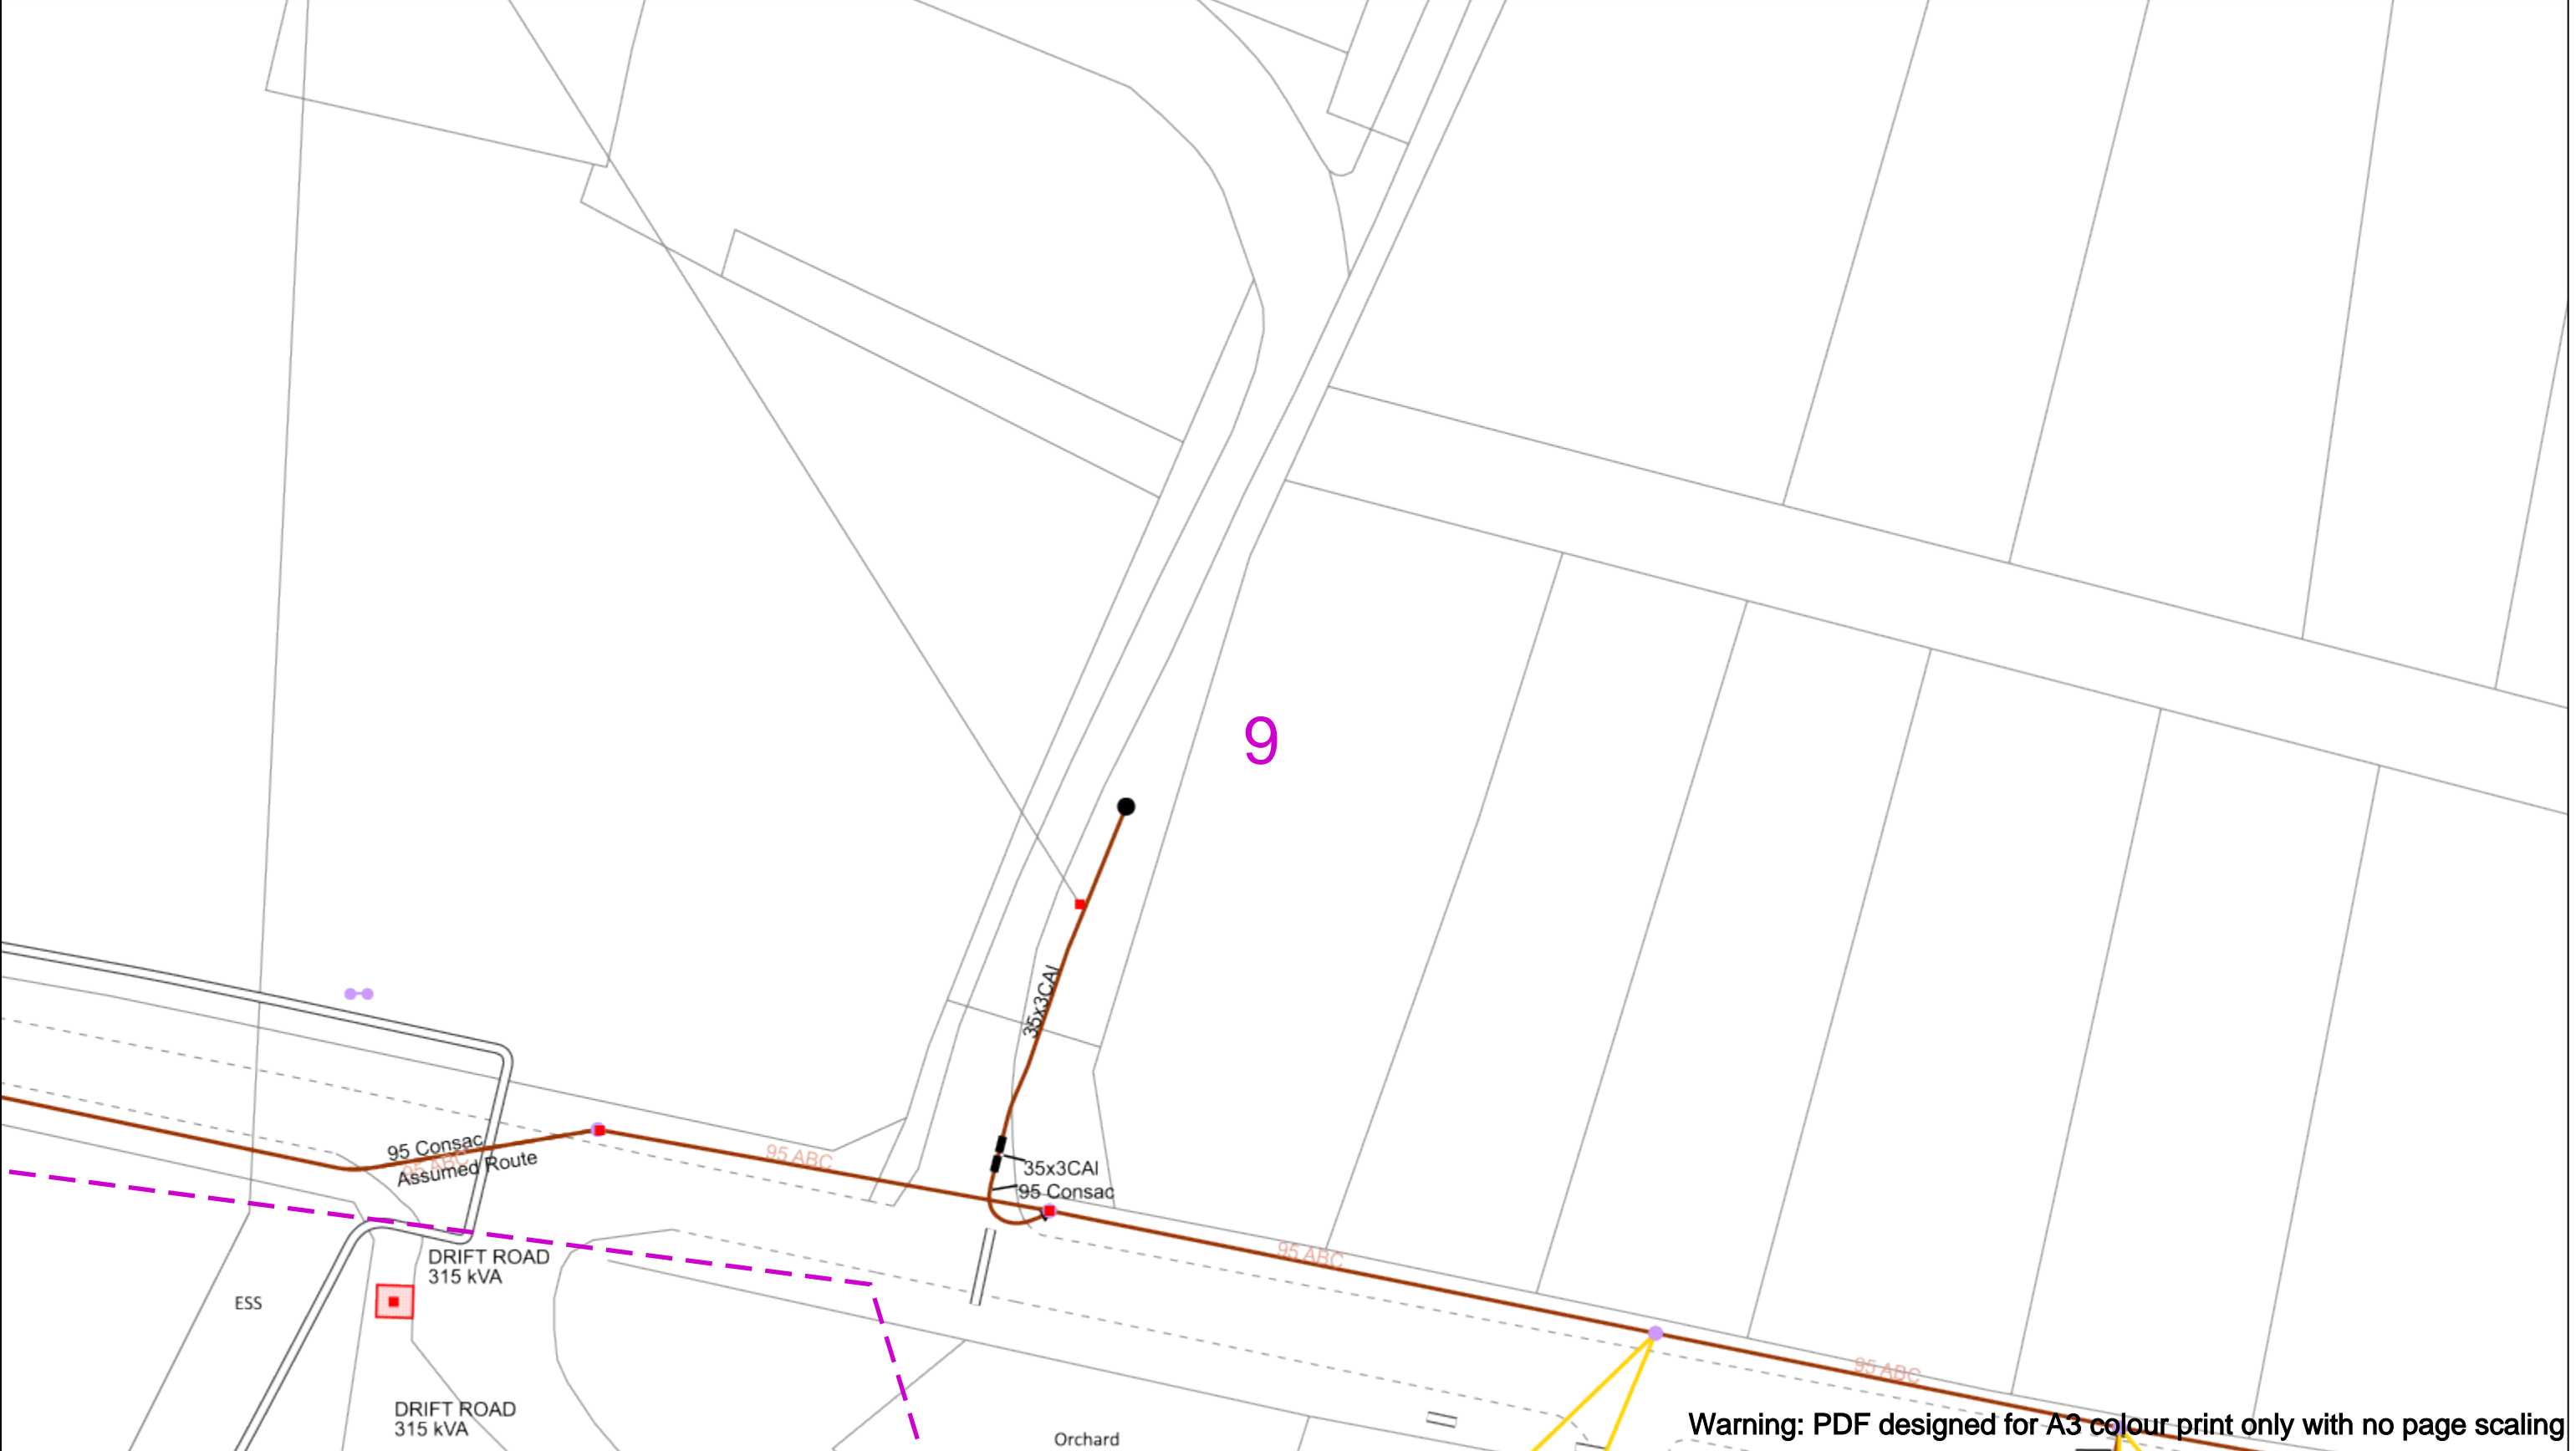 9
35x3CAl
95 Consac
95 ABC
Assumed Route
95 ABC
35x3CAl
95 Consac
95 ABC
DRIFT ROAD
315 kVA
ESS
95 ABC
DRIFT ROAD
315 kVA
Orchard
Warning: PDF designed for A3 colour print only with no page scaling